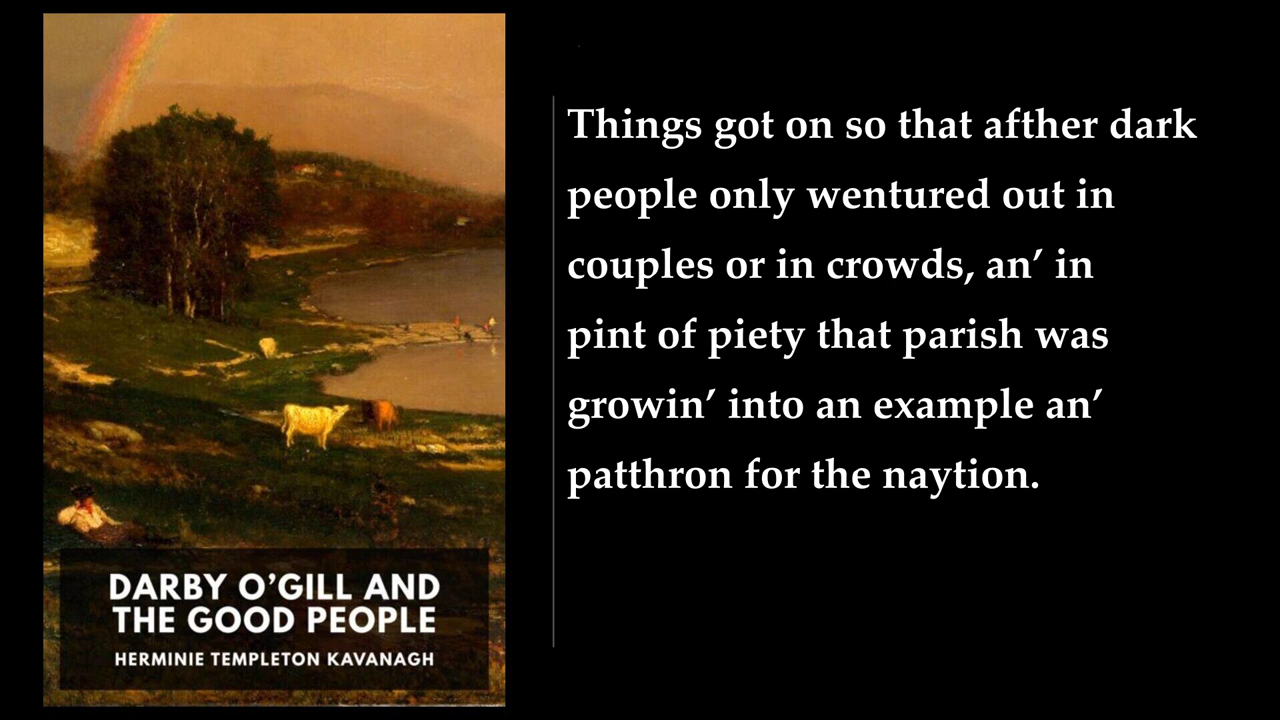 Things got on so that afther dark
people only wentured out in
couples or in crowds, an’ in
pint of piety that parish was
growin’ into an example an’
patthron for the naytion.
DARBY O’GILL AND
THE GOOD PEOPLE
HERMINIE TEMPLETON KAVANAGH